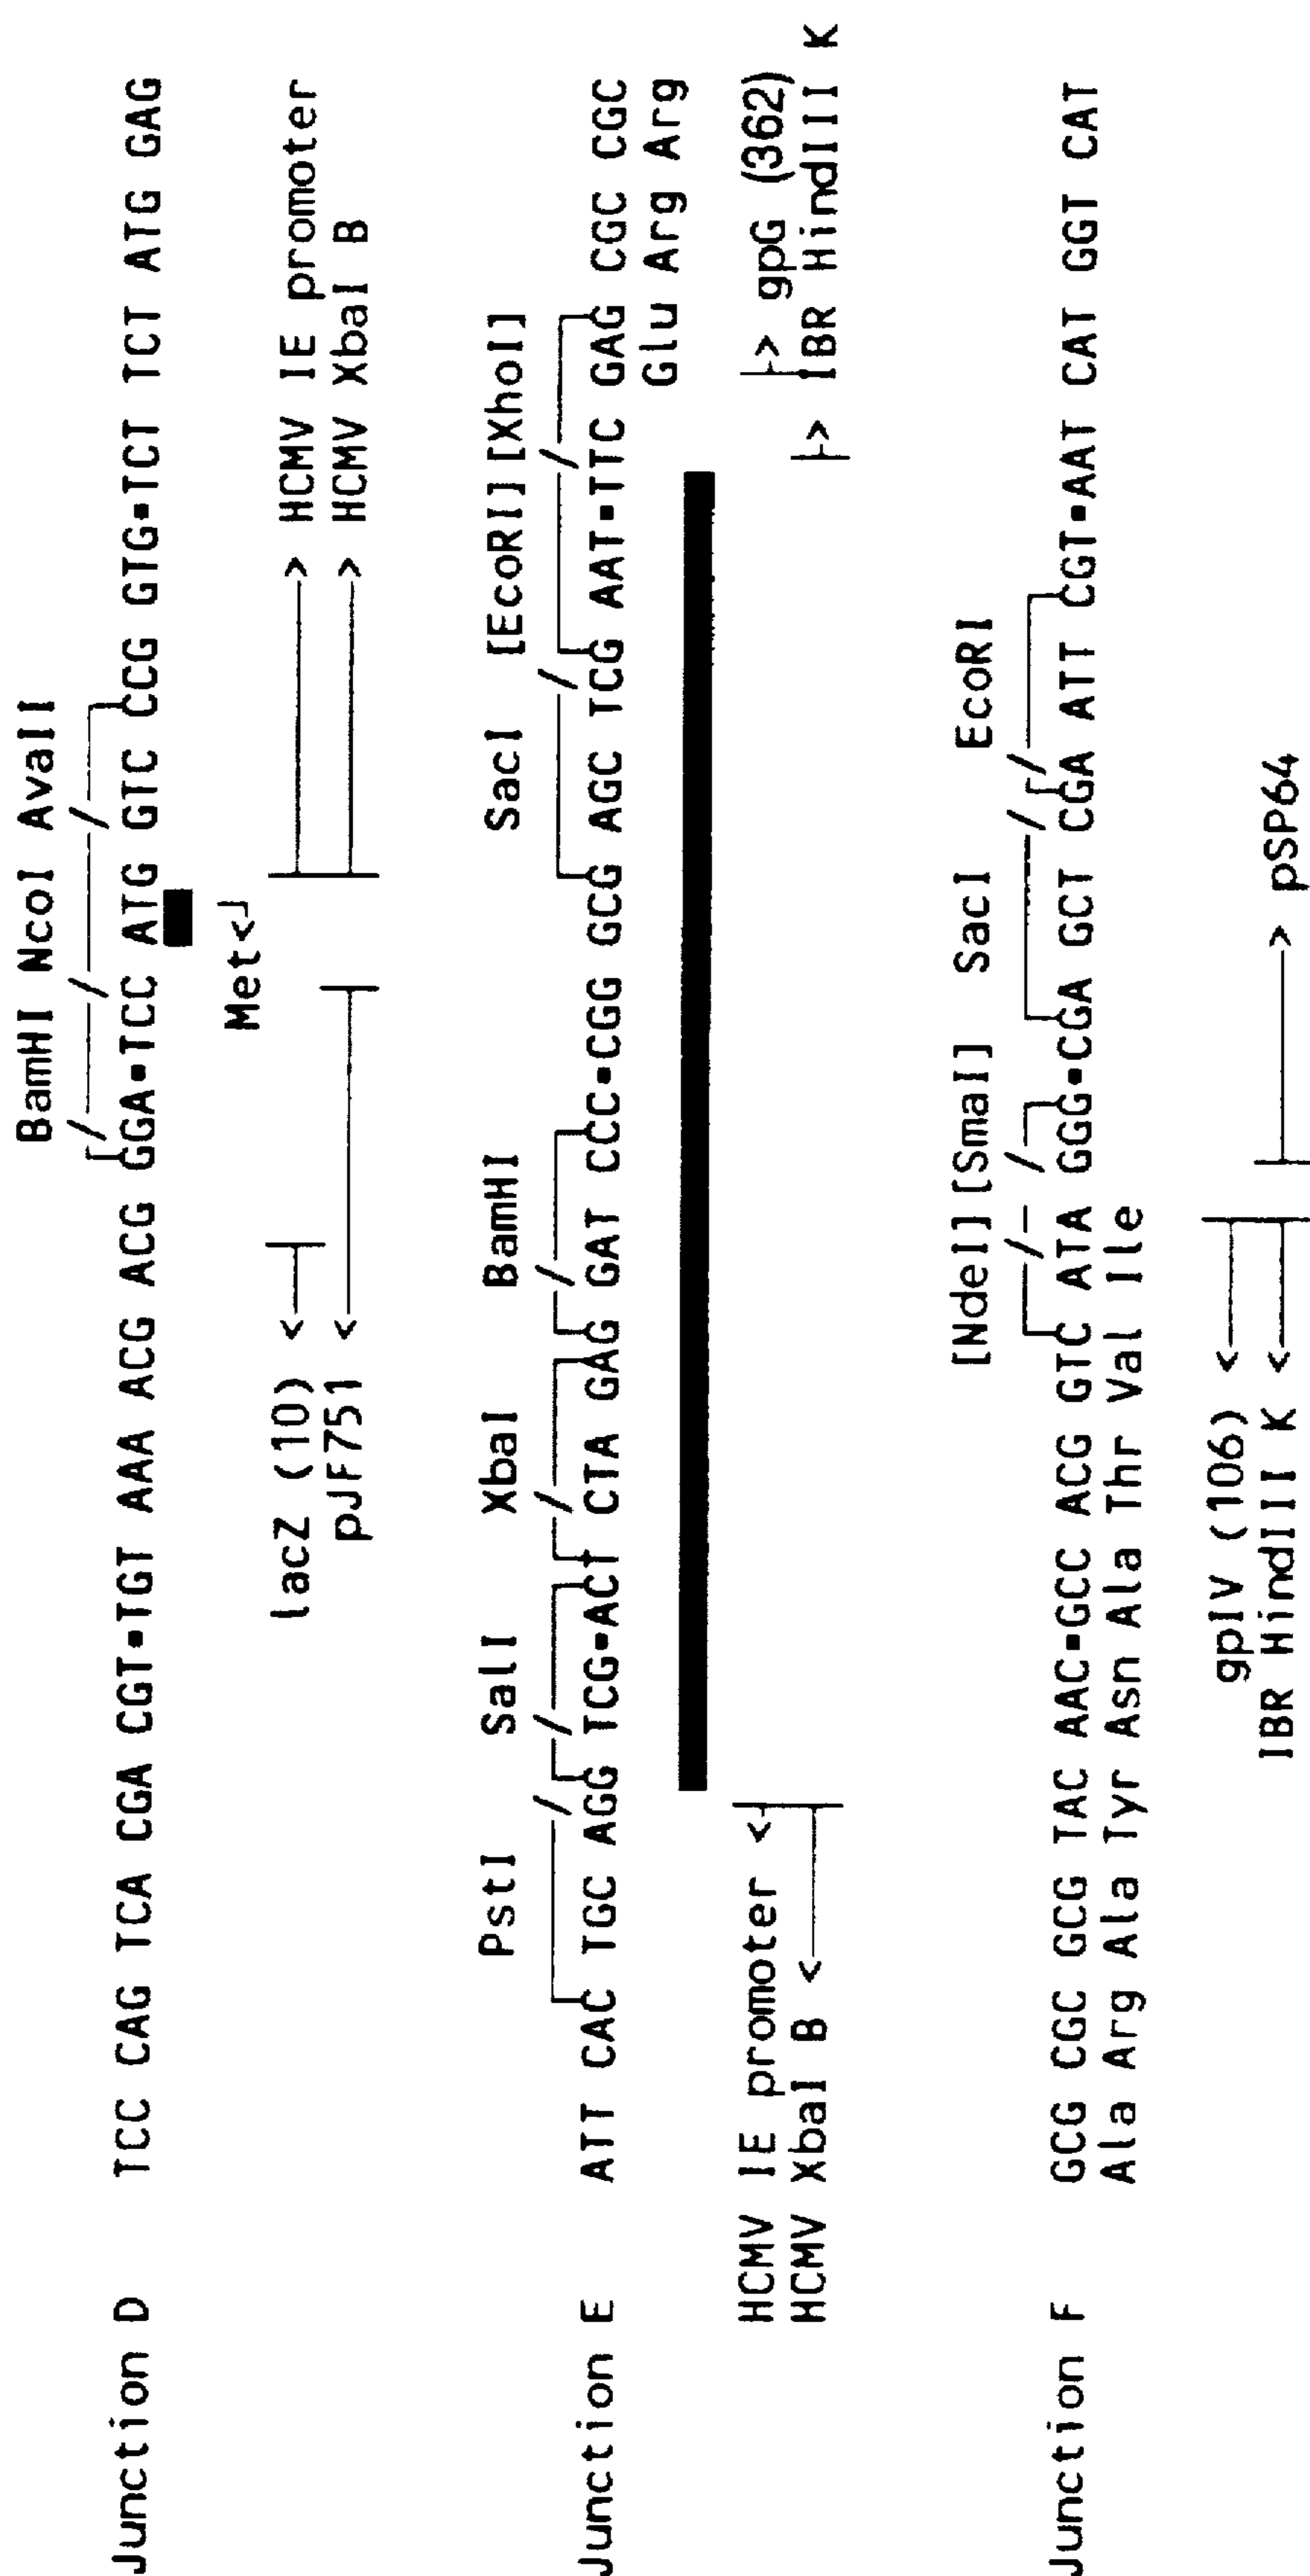 BamHI NcoI AvaII
Junction D TCC CAG TCA CGA CGT▪TGT AAA ACG ACG GGA▪TCC ATG GTC CCG GTG▪TCT TCT ATG GAG
Met<
lacZ (10) < > HCMV IE promoter
pJF751 < > HCMV XbaI B
PstI SalI XbaI BamHI SacI [EcoRI][XhoI]
Junction E ATT CAC TGC AGG TCG▪ACT CTA GAG GAT CCC▪CGG GCG AGC TCG AAT▪TTC GAG CGC CGC
Glu Arg Arg
HCMV IE promoter < > gpG (362)
HCMV XbaI B < > IBR HindIII K
[NdeI][SmaI] SacI EcoRI
Junction F GCG CGC GCG TAC AAC▪GCC ACG GTC ATA GGG▪CGA GCT CGA ATT CGT▪AAT CAT GGT CAT
Ala Arg Ala Tyr Asn Ala Thr Val Ile
gpIV (106) <
IBR HindIII K < > pSP64